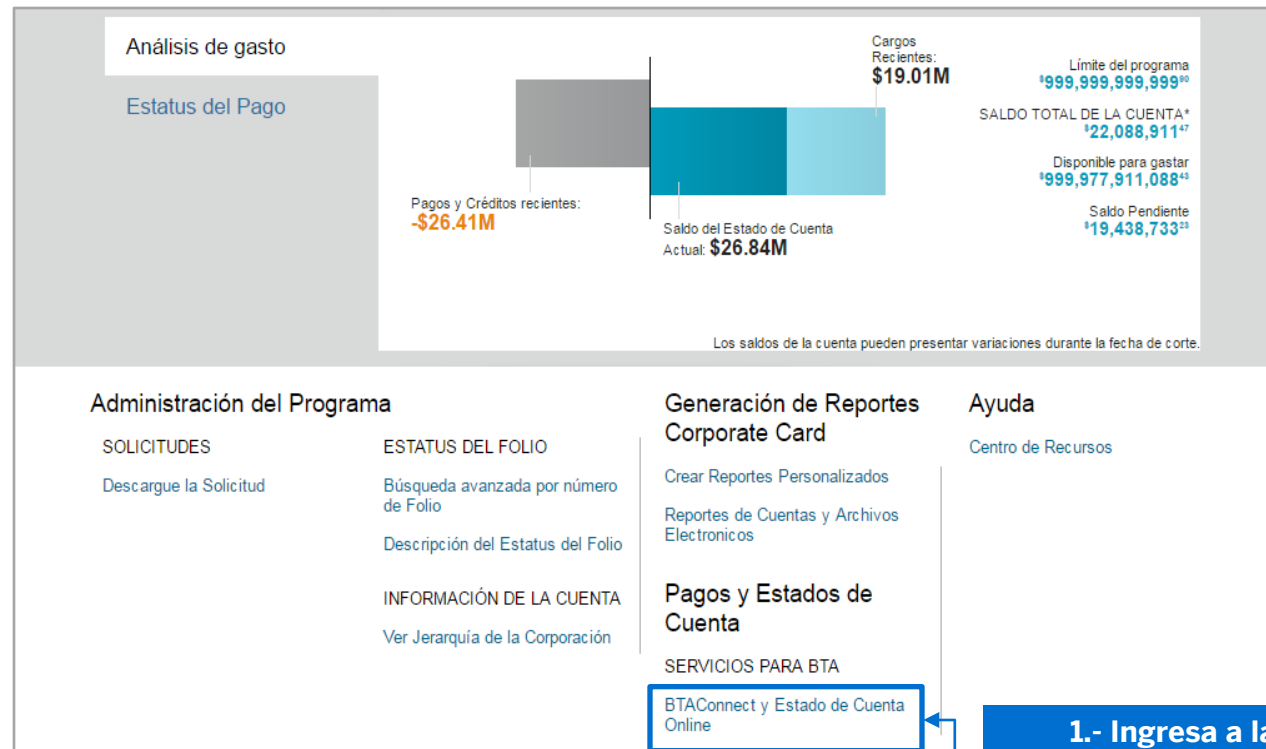 Análisis de gasto
Estatus del Pago
Cargos
Recientes:
$19.01M
Pagos y Créditos recientes:
-$26.41M
Saldo del Estado de Cuenta
Actual: $26.84M
Límite del programa
$999,999,999,999⁹⁰
SALDO TOTAL DE LA CUENTA*
$22,088,911⁴⁷
Disponible para gastar
$999,977,911,088⁴³
Saldo Pendiente
$19,438,733²³
Los saldos de la cuenta pueden presentar variaciones durante la fecha de corte.
Administración del Programa
SOLICITUDES
Descargue la Solicitud
ESTATUS DEL FOLIO
Búsqueda avanzada por número
de Folio
Descripción del Estatus del Folio
INFORMACIÓN DE LA CUENTA
Ver Jerarquía de la Corporación
Generación de Reportes
Corporate Card
Crear Reportes Personalizados
Reportes de Cuentas y Archivos
Electronicos
Pagos y Estados de
Cuenta
SERVICIOS PARA BTA
BTAConnect y Estado de Cuenta
Online
Ayuda
Centro de Recursos
1.- Ingresa a la